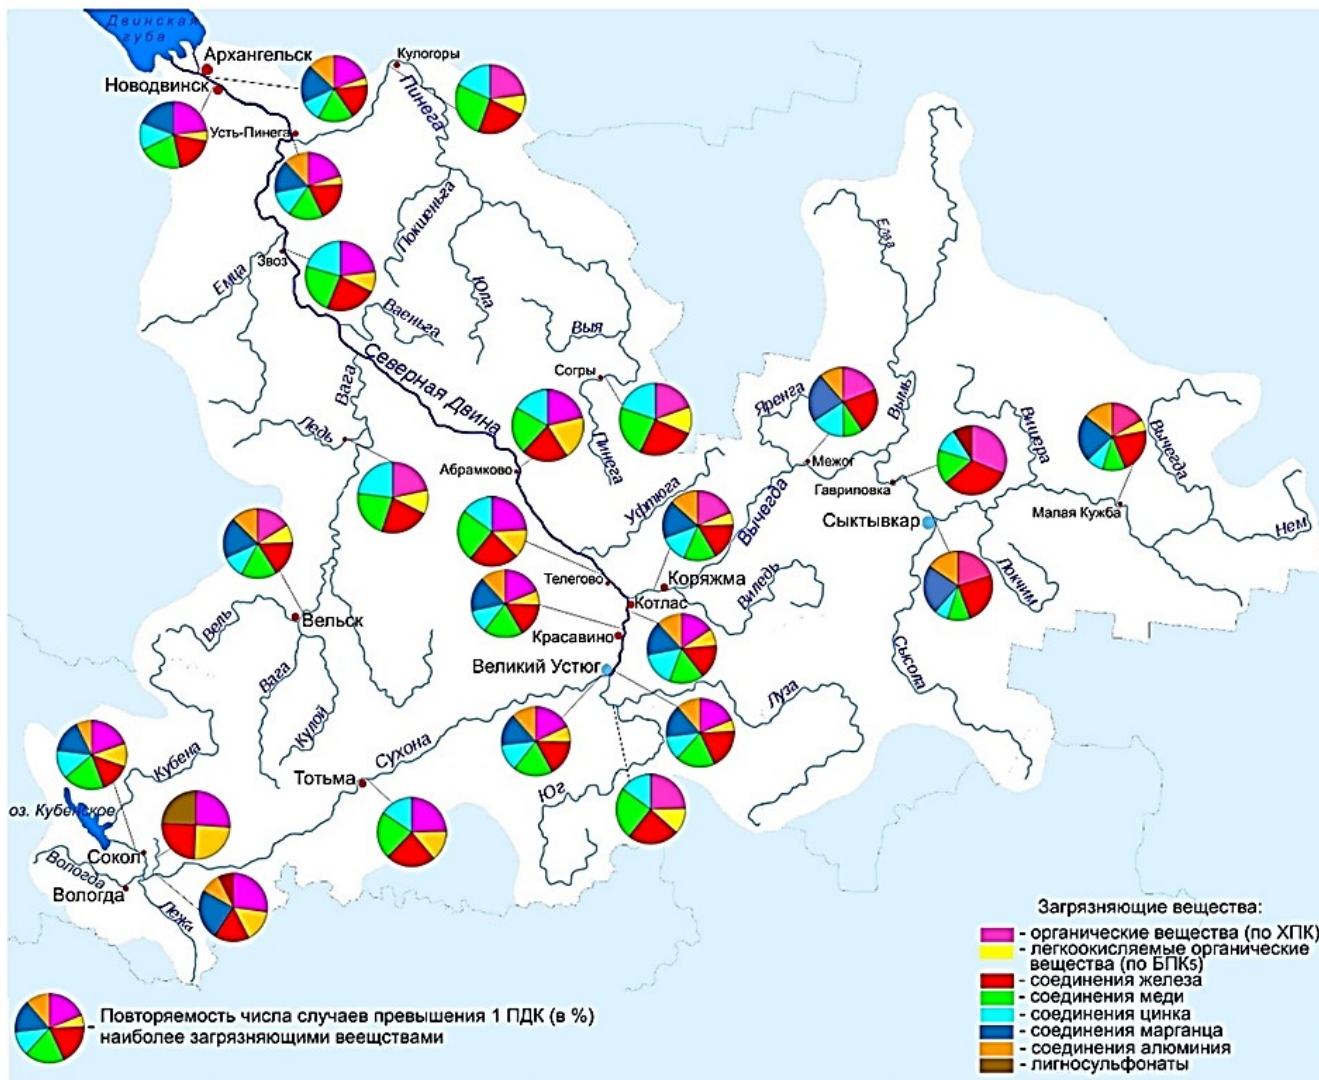 Двинская
губа
Архангельск
Новодвинск
Кулогоры
Пинега
Усть-Пинега
Покшеньга
Звоз
Емца
Юла
Ваеньга
Выя
Елва
Северная Двина
Вага
Согры
Ледь
Пинега
Яренга
Вымь
Вишера
Вычегда
Абрамково
Межог
Гавриловка
Уфтюга
Вычегда
Сыктывкар
Малая Кужба
Нем
Локчим
Телегово
Коряжма
Виледь
Котлас
Вель
Вельск
Красавино
Великий Устюг
Сысола
Вага
Кулой
Луза
Сухона
Кубена
Тотьма
Юг
оз. Кубенское
Сокол
Вологда
Вологда
Лежа
Загрязняющие вещества:
- органические вещества (по ХПК)
- легкоокисляемые органические
вещества (по БПК₅)
- соединения железа
- соединения меди
- соединения цинка
- соединения марганца
- соединения алюминия
- лигносульфонаты
- Повторяемость числа случаев превышения 1 ПДК (в %)
наиболее загрязняющими веещствами